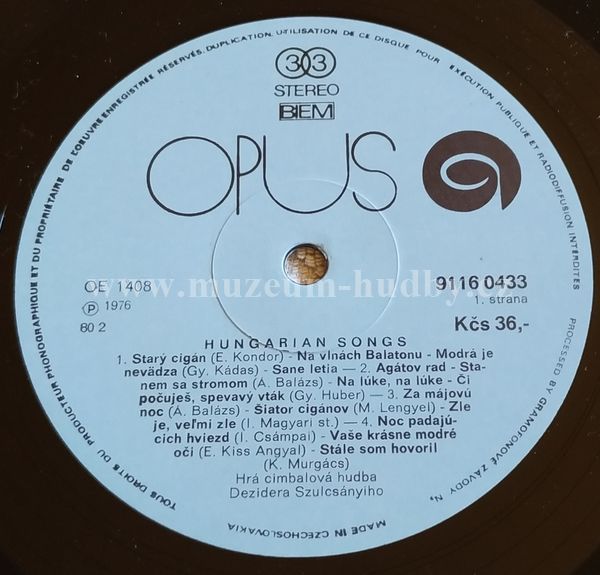 TOUS DROITS DU PRODUCTEUR PHONOGRAPHIQUE ET DU PROPRIÉTAIRE DE L'OEUVRE ENREGISTRÉE RÉSERVÉS. DUPLICATION, UTILISATION DE CE DISQUE POUR EXÉCUTION PUBLIQUE ET RADIODIFFUSION INTERDITES
PROCESSED BY GRAMOFONOVÉ ZÁVODY N,
33
STEREO
BIEM
OPUS
OE 1408
9116 0433
℗ 1976
1. strana
80 2
Kčs 36,-
www.muzeum-hudby.cz
HUNGARIAN SONGS
1. Starý cigán (E. Kondor) - Na vlnách Balatonu - Modrá je
nevädza (Gy. Kádas) - Sane letia — 2. Agátov rad - Sta-
nem sa stromom (A. Balázs) - Na lúke, na lúke - Či
počuješ, spevavý vták (Gy. Huber) — 3. Za májovú
noc (A. Balázs) - Šiator cigánov (M. Lengyel) - Zle
je, veľmi zle (I. Magyari st.) — 4. Noc padajú-
cich hviezd (I. Csámpai) - Vaše krásne modré
oči (E. Kiss Angyal) - Stále som hovoril
(K. Murgács)
Hrá cimbalová hudba
Dezidera Szulcsányiho
MADE IN CZECHOSLOVAKIA